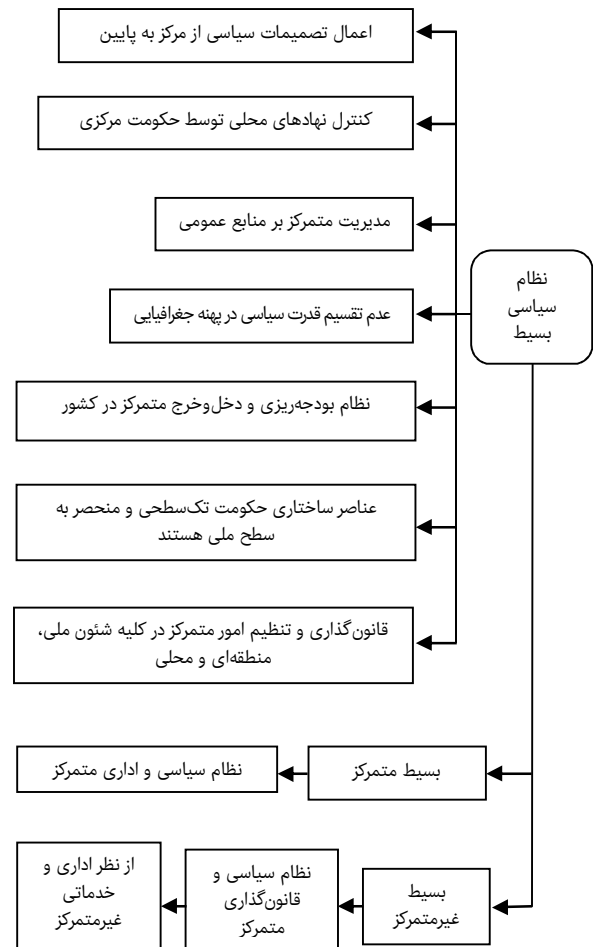 اعمال تصمیمات سیاسی از مرکز به پایین
کنترل نهادهای محلی توسط حکومت مرکزی
مدیریت متمرکز بر منابع عمومی
نظام
سیاسی
بسیط
عدم تقسیم قدرت سیاسی در پهنه جغرافیایی
نظام بودجه‌ریزی و دخل‌وخرج متمرکز در کشور
عناصر ساختاری حکومت تک‌سطحی و منحصر به
سطح ملی هستند
قانون‌گذاری و تنظیم امور متمرکز در کلیه شئون ملی،
منطقه‌ای و محلی
بسیط متمرکز
نظام سیاسی و اداری متمرکز
بسیط
غیرمتمرکز
نظام سیاسی و
قانون‌گذاری
متمرکز
از نظر اداری و
خدماتی
غیرمتمرکز